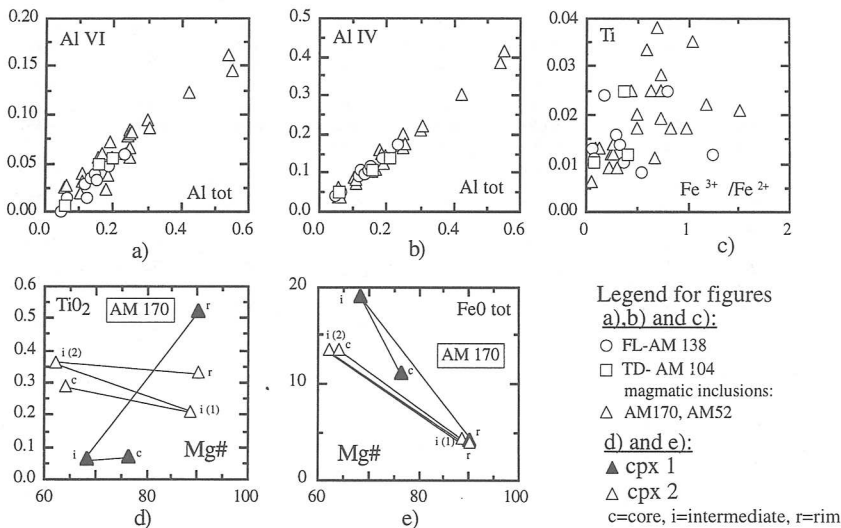 Al VI
0.20
0.15
0.10
0.05
0.00
Al tot
0.0 0.2 0.4 0.6
a)
Al IV
0.5
0.4
0.3
0.2
0.1
0.0
Al tot
0.0 0.2 0.4 0.6
b)
Ti
0.04
0.03
0.02
0.01
0.00
Fe 3+ /Fe 2+
0 1 2
c)
TiO2
AM 170
0.6
0.5
0.4
0.3
0.2
0.1
0.0
r
i (2)
r
c
i (1)
i
c
Mg#
60 80 100
d)
FeO tot
20
10
0
i
i (2)
c
c
AM 170
i (1)
r
r
Mg#
60 80 100
e)
Legend for figures
a),b) and c):
FL-AM 138
TD- AM 104
magmatic inclusions:
AM170, AM52
d) and e):
cpx 1
cpx 2
c=core, i=intermediate, r=rim